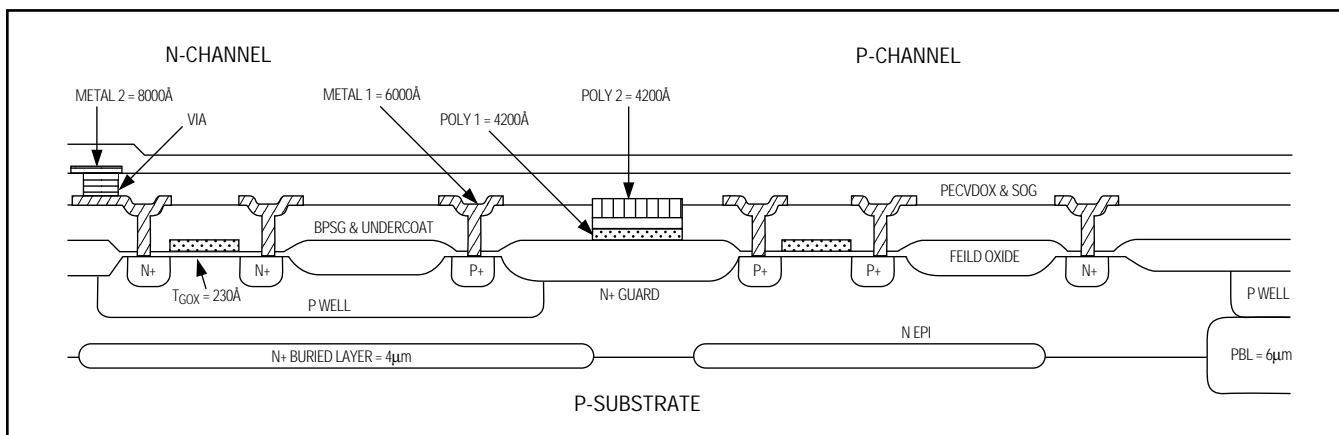 N-CHANNEL
P-CHANNEL
METAL 2 = 8000Å
METAL 1 = 6000Å
POLY 2 = 4200Å
VIA
POLY 1 = 4200Å
PECVDOX & SOG
BPSG & UNDERCOAT
FEILD OXIDE
N+
N+
P+
P+
P+
N+
TGOX = 230Å
N+ GUARD
P WELL
P WELL
N EPI
N+ BURIED LAYER = 4μm
PBL = 6μm
P-SUBSTRATE